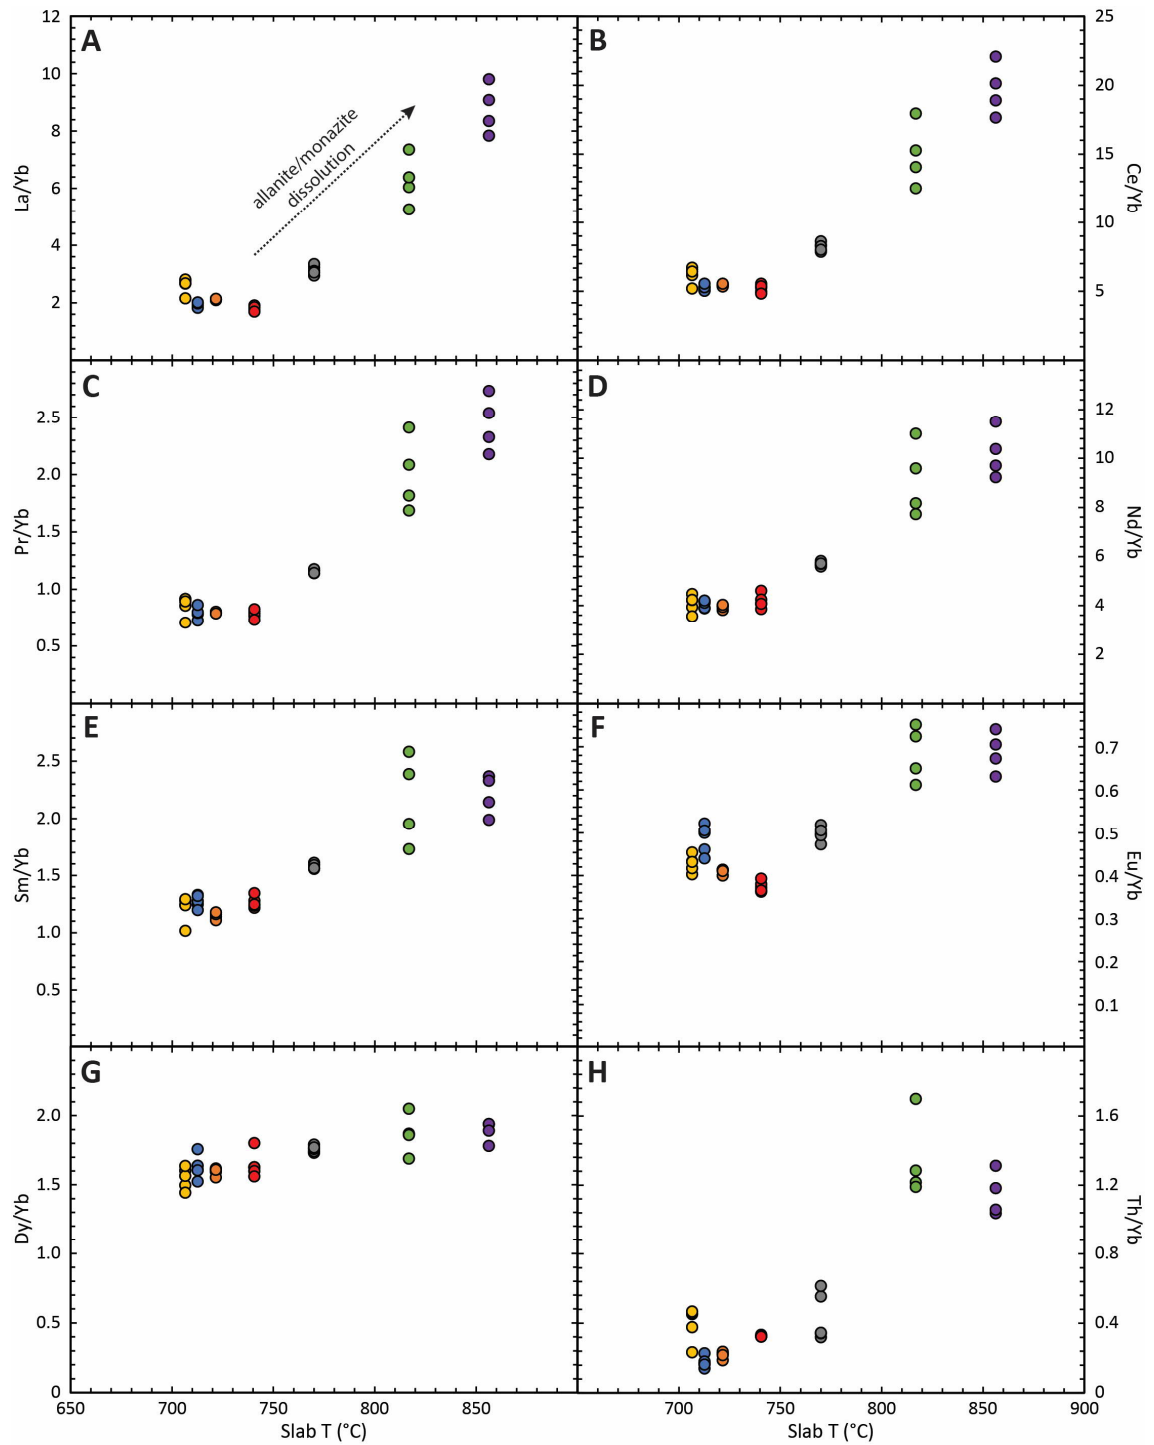 12
10
8
6
4
2
La/Yb
A
allanite/monazite
dissolution
B
25
20
15
10
5
Ce/Yb
C
2.5
2.0
1.5
1.0
0.5
Pr/Yb
D
12
10
8
6
4
2
Nd/Yb
E
2.5
2.0
1.5
1.0
0.5
Sm/Yb
F
0.7
0.6
0.5
0.4
0.3
0.2
0.1
Eu/Yb
G
2.0
1.5
1.0
0.5
0
Dy/Yb
H
1.6
1.2
0.8
0.4
0
Th/Yb
650 700 750 800 850 700 750 800 850 900
Slab T (°C) Slab T (°C)